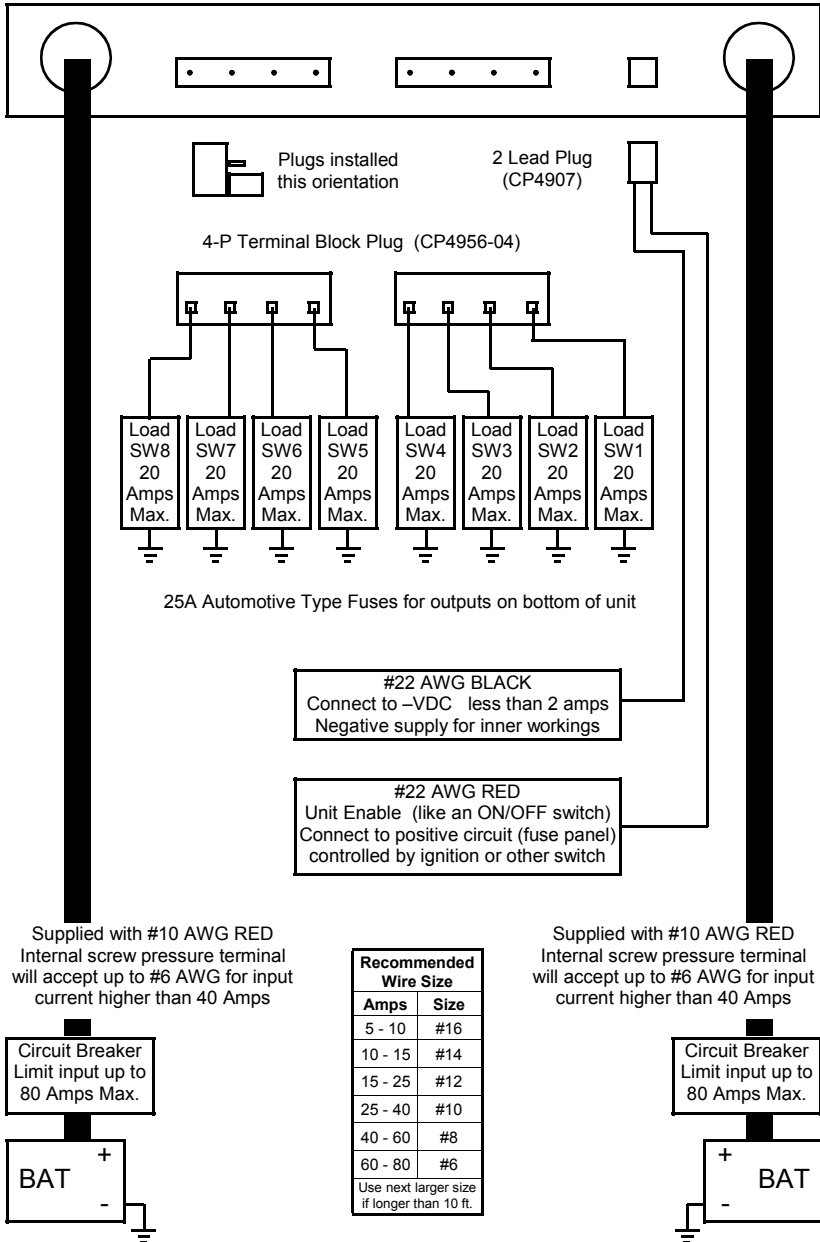 Plugs installed
this orientation
2 Lead Plug
(CP4907)
4-P Terminal Block Plug (CP4956-04)
Load
SW8
20
Amps
Max.
Load
SW7
20
Amps
Max.
Load
SW6
20
Amps
Max.
Load
SW5
20
Amps
Max.
Load
SW4
20
Amps
Max.
Load
SW3
20
Amps
Max.
Load
SW2
20
Amps
Max.
Load
SW1
20
Amps
Max.
25A Automotive Type Fuses for outputs on bottom of unit
#22 AWG BLACK
Connect to –VDC less than 2 amps
Negative supply for inner workings
#22 AWG RED
Unit Enable (like an ON/OFF switch)
Connect to positive circuit (fuse panel)
controlled by ignition or other switch
Supplied with #10 AWG RED
Internal screw pressure terminal
will accept up to #6 AWG for input
current higher than 40 Amps
Circuit Breaker
Limit input up to
80 Amps Max.
+
BAT
-
Recommended
Wire Size
Amps Size
5 - 10 #16
10 - 15 #14
15 - 25 #12
25 - 40 #10
40 - 60 #8
60 - 80 #6
Use next larger size
if longer than 10 ft.
Supplied with #10 AWG RED
Internal screw pressure terminal
will accept up to #6 AWG for input
current higher than 40 Amps
Circuit Breaker
Limit input up to
80 Amps Max.
+
BAT
-